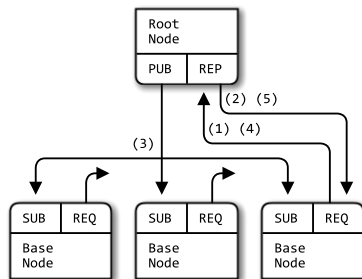 Root
Node
PUB REP
(2) (5)
(1) (4)
(3)
SUB REQ SUB REQ SUB REQ
Base Base Base
Node Node Node